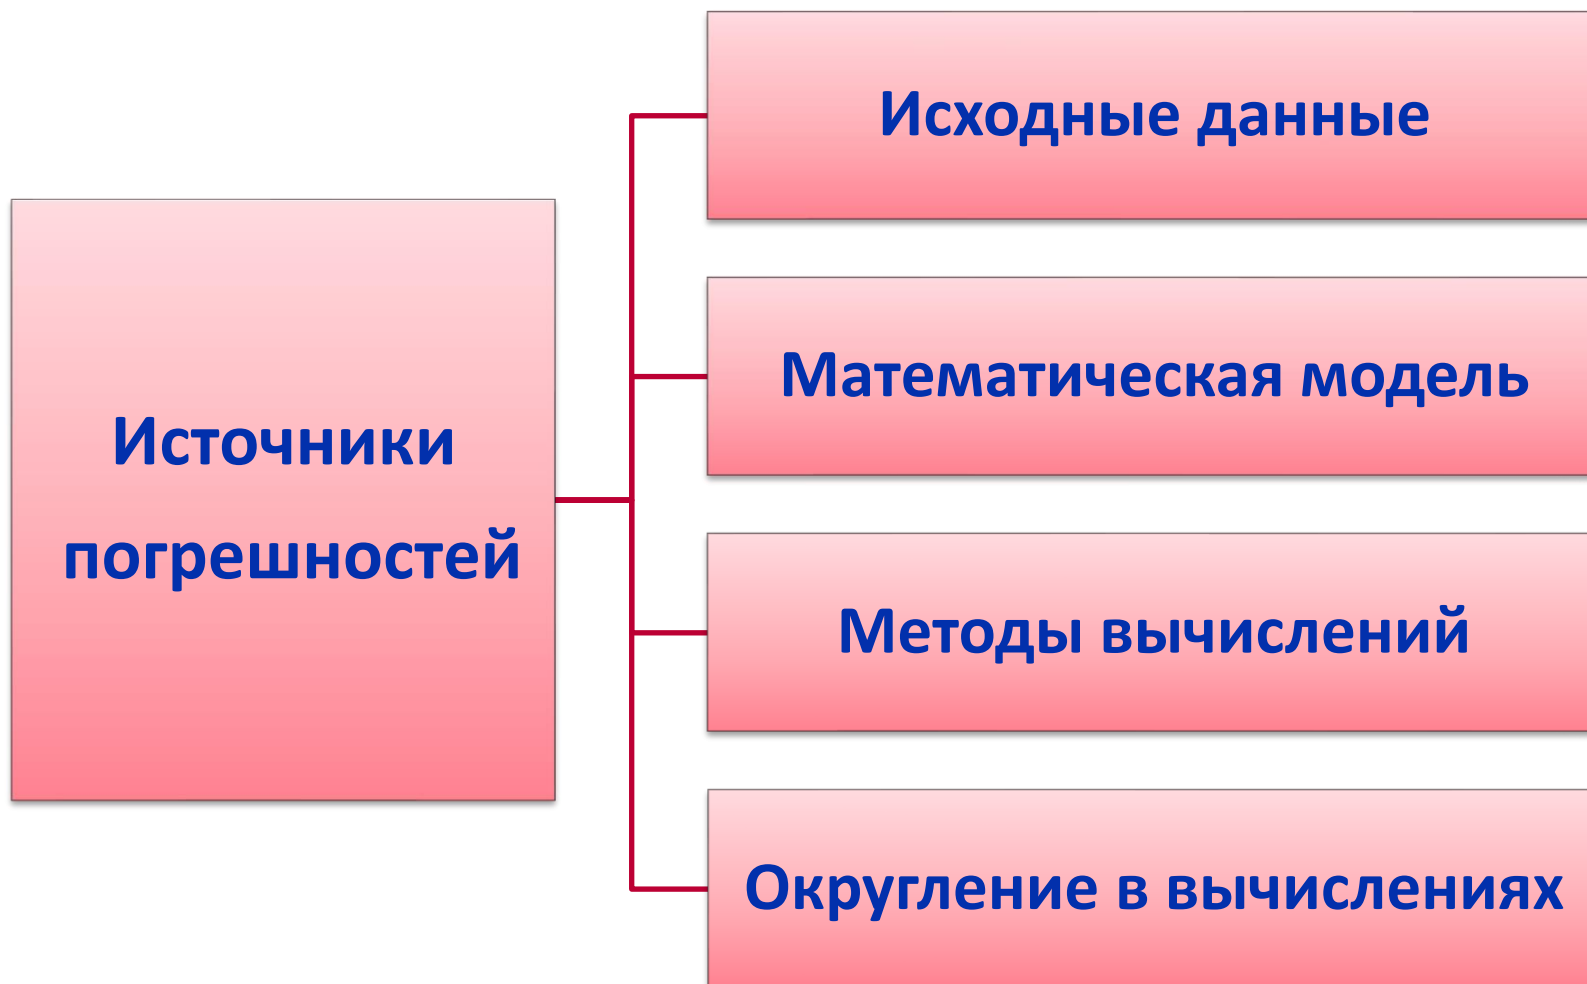 Источники
погрешностей
Исходные данные
Математическая модель
Методы вычислений
Округление в вычислениях